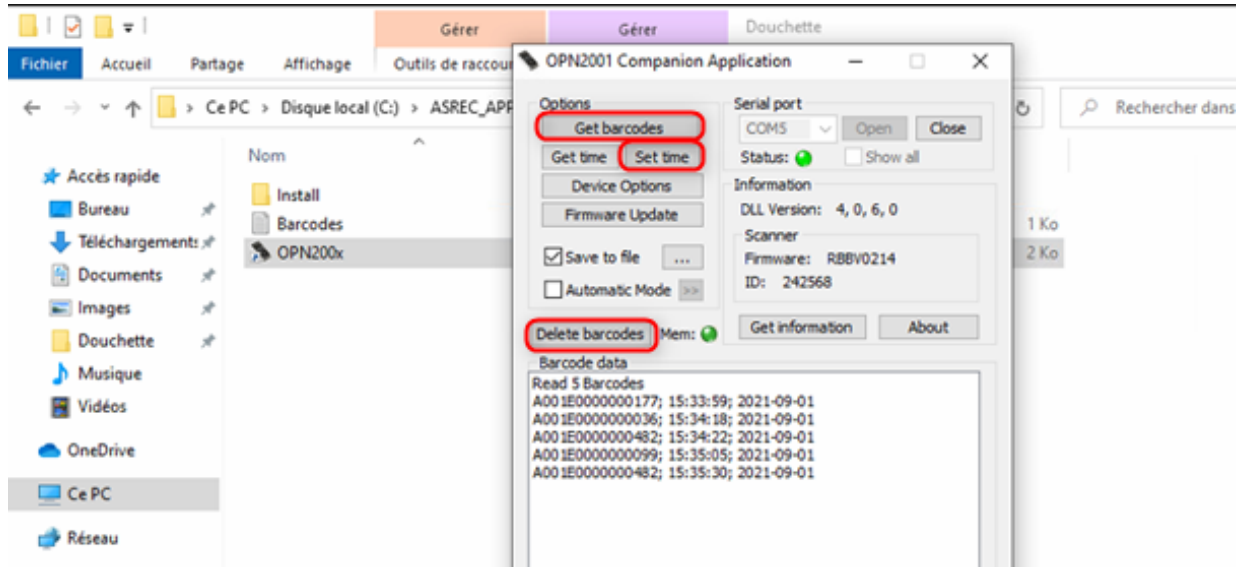 Gérer
Gérer
Douchette
Fichier
Accueil
Partage
Affichage
Outils de raccour
Ce PC > Disque local (C:) > ASREC_APP
Rechercher dans
Nom
Accès rapide
Bureau
Téléchargement:
Documents
Images
Douchette
Musique
Vidéos
OneDrive
Ce PC
Réseau
Install
Barcodes
1 Ko
OPN200x
2 Ko
OPN2001 Companion Application
Options
Get barcodes
Get time
Set time
Device Options
Firmware Update
Save to file
...
Automatic Mode
>>
Delete barcodes
Mem:
Serial port
COM5
Open
Close
Status:
Show all
Information
DLL Version: 4, 0, 6, 0
Scanner
Firmware: RBBV0214
ID: 242568
Get information
About
Barcode data
Read 5 Barcodes
A001E0000000177; 15:33:59; 2021-09-01
A001E0000000036; 15:34:18; 2021-09-01
A001E0000000482; 15:34:22; 2021-09-01
A001E0000000099; 15:35:05; 2021-09-01
A001E0000000482; 15:35:30; 2021-09-01